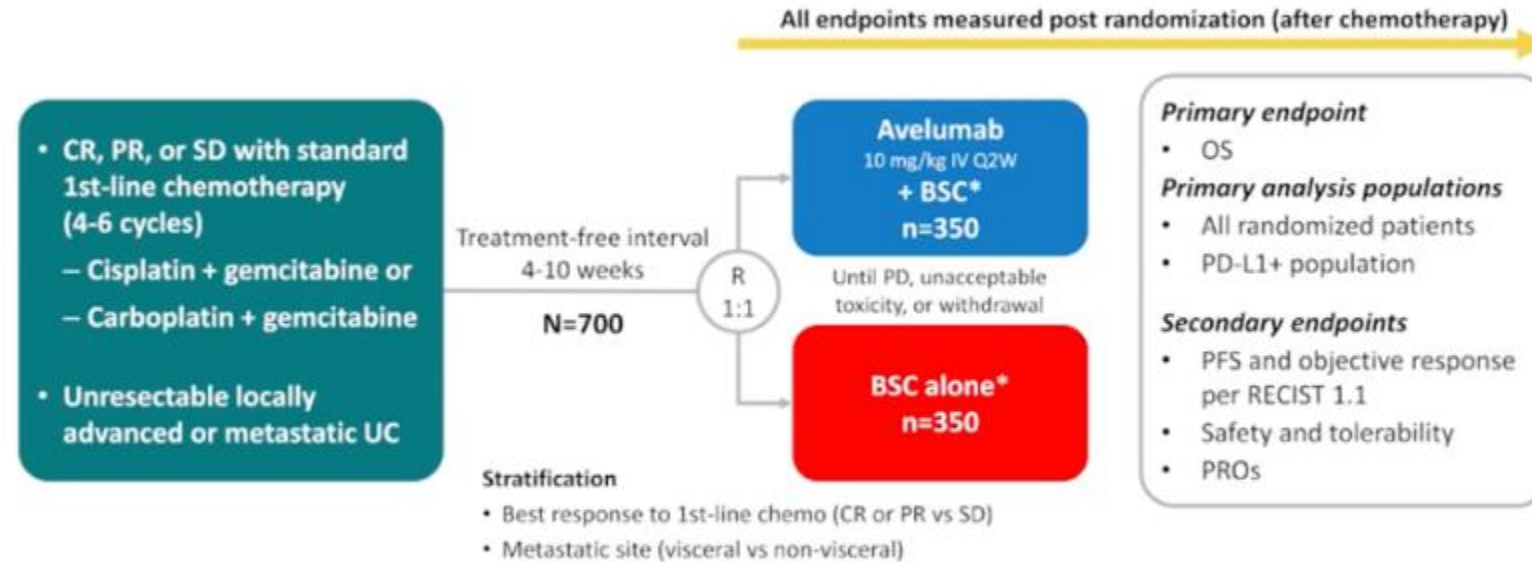 All endpoints measured post randomization (after chemotherapy)
• CR, PR, or SD with standard
1st-line chemotherapy
(4-6 cycles)
– Cisplatin + gemcitabine or
– Carboplatin + gemcitabine
• Unresectable locally
advanced or metastatic UC
Treatment-free interval
4-10 weeks
N=700
R
1:1
Avelumab
10 mg/kg IV Q2W
+ BSC*
n=350
Until PD, unacceptable
toxicity, or withdrawal
BSC alone*
n=350
Stratification
• Best response to 1st-line chemo (CR or PR vs SD)
• Metastatic site (visceral vs non-visceral)
Primary endpoint
• OS
Primary analysis populations
• All randomized patients
• PD-L1+ population
Secondary endpoints
• PFS and objective response
per RECIST 1.1
• Safety and tolerability
• PROs